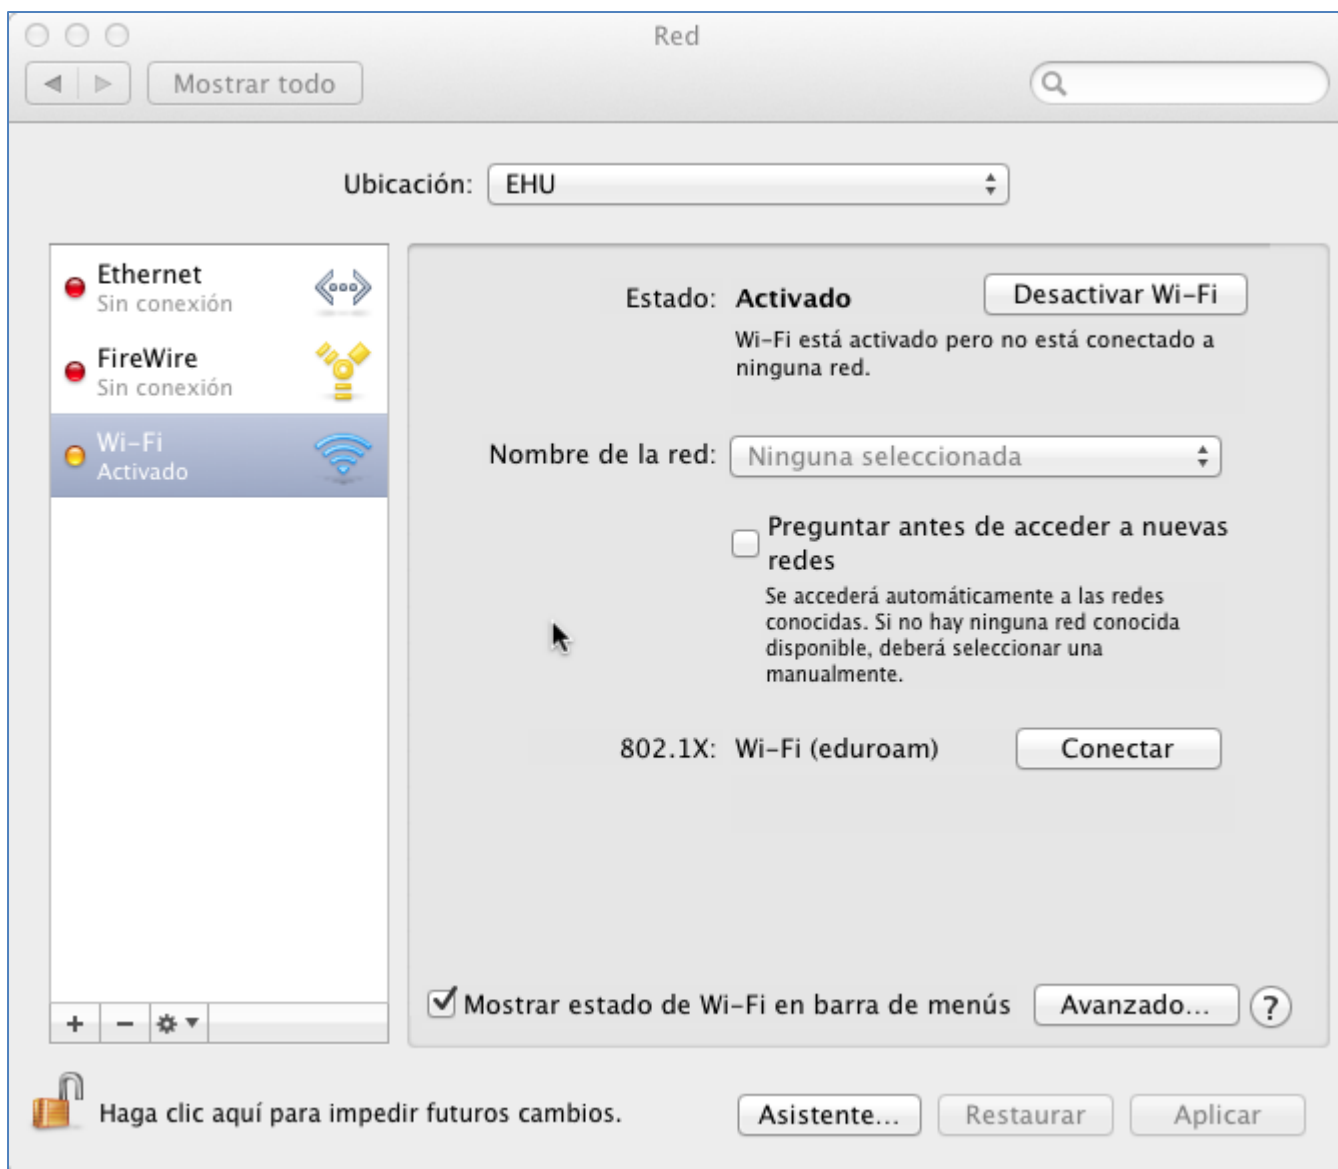 Red
Mostrar todo
Ubicación: EHU
Ethernet
Sin conexión
FireWire
Sin conexión
Wi-Fi
Activado
Estado: Activado
Desactivar Wi-Fi
Wi-Fi está activado pero no está conectado a
ninguna red.
Nombre de la red: Ninguna seleccionada
Preguntar antes de acceder a nuevas
redes
Se accederá automáticamente a las redes
conocidas. Si no hay ninguna red conocida
disponible, deberá seleccionar una
manualmente.
802.1X: Wi-Fi (eduroam) Conectar
Mostrar estado de Wi-Fi en barra de menús Avanzado... ?
Haga clic aquí para impedir futuros cambios.
Asistente... Restaurar Aplicar